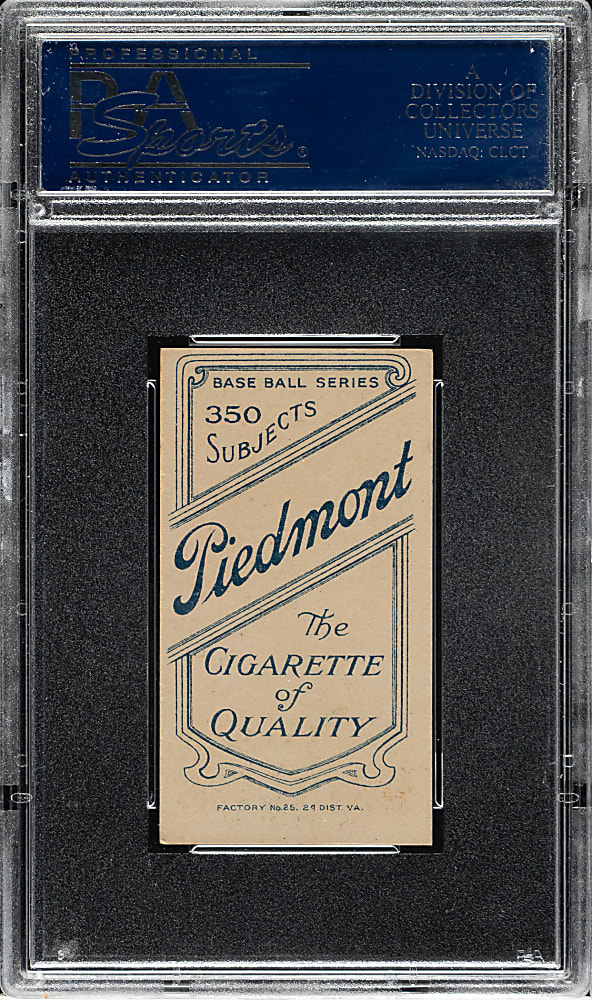 PROFESSIONAL
PSA
Sports®
AUTHENTICATOR
A
DIVISION OF
COLLECTORS
UNIVERSE
NASDAQ: CLCT
BASE BALL SERIES
350
SUBJECTS
Piedmont
The
CIGARETTE
of
QUALITY
FACTORY No.25. 2d DIST. VA.
PSA